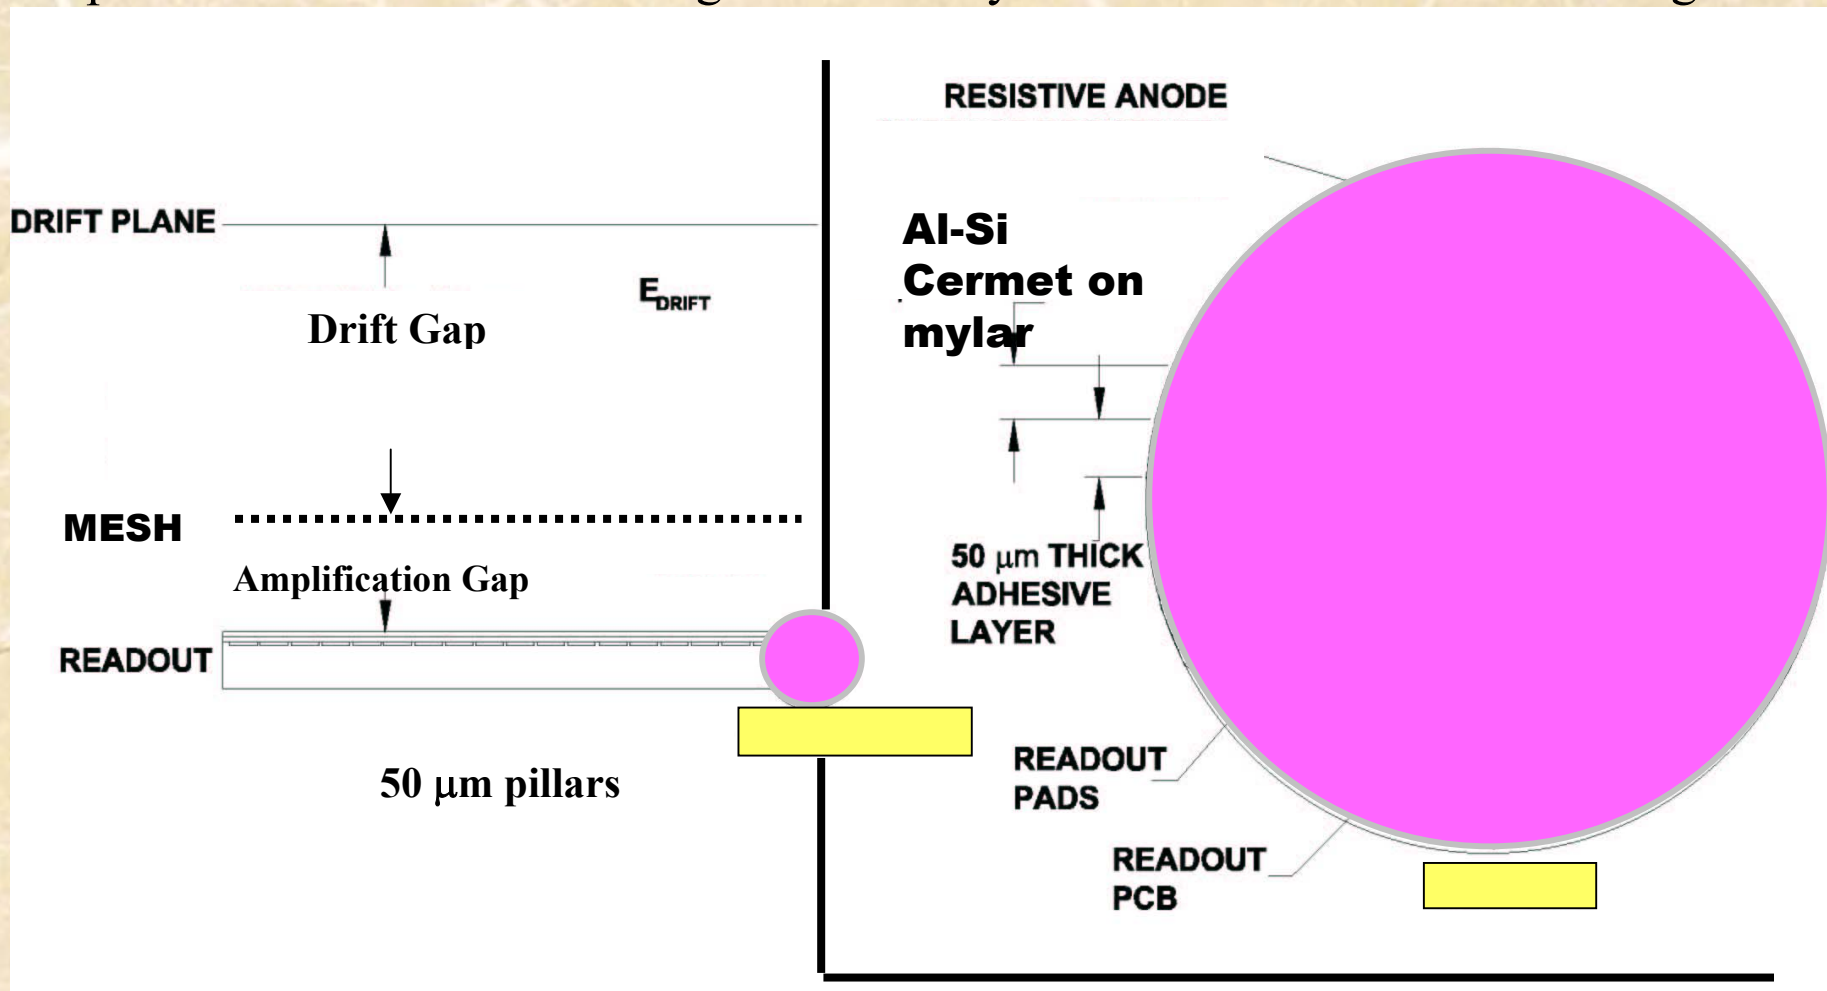 RESISTIVE ANODE
DRIFT PLANE
Al-Si
Cermet on
mylar
E_DRIFT
Drift Gap
MESH
Amplification Gap
50 μm THICK
ADHESIVE
LAYER
READOUT
50 μm pillars
READOUT
PADS
READOUT
PCB